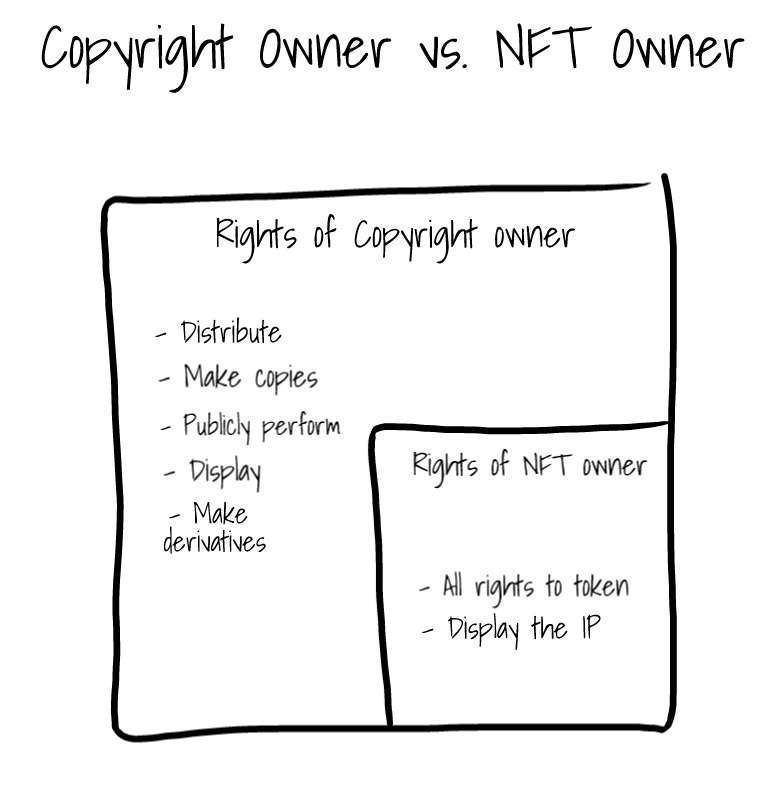 Copyright Owner vs. NFT Owner
Rights of Copyright owner
- Distribute
- Make copies
- Publicly perform
- Display
- Make
derivatives
Rights of NFT owner
- All rights to token
- Display the IP